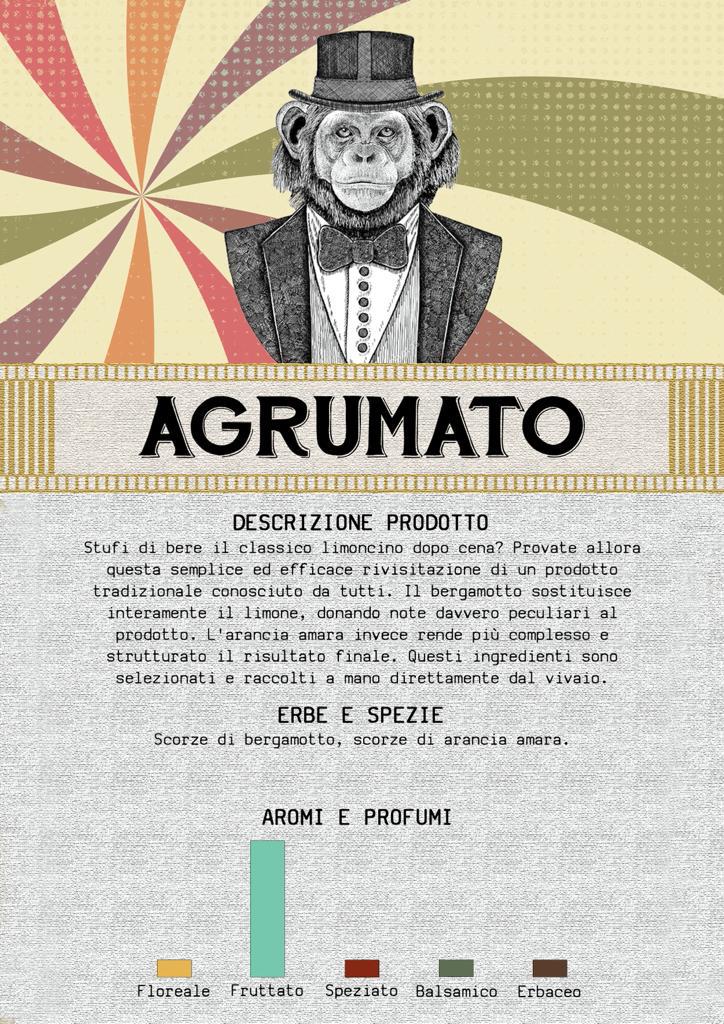 AGRUMATO
DESCRIZIONE PRODOTTO
Stufi di bere il classico limoncino dopo cena? Provate allora
questa semplice ed efficace rivisitazione di un prodotto
tradizionale conosciuto da tutti. Il bergamotto sostituisce
interamente il limone, donando note davvero peculiari al
prodotto. L'arancia amara invece rende più complesso e
strutturato il risultato finale. Questi ingredienti sono
selezionati e raccolti a mano direttamente dal vivaio.
ERBE E SPEZIE
Scorze di bergamotto, scorze di arancia amara.
AROMI E PROFUMI
Floreale Fruttato Speziato Balsamico Erbaceo